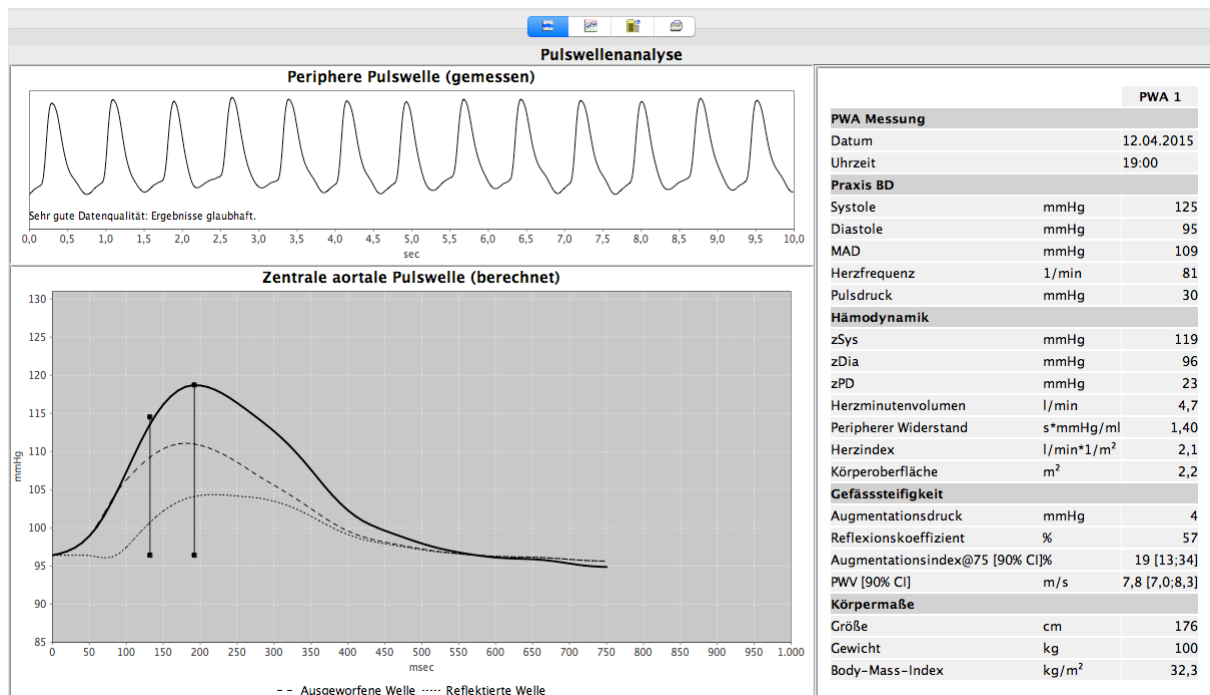 Pulswellenanalyse
Periphere Pulswelle (gemessen)
Sehr gute Datenqualität: Ergebnisse glaubhaft.
0,0 0,5 1,0 1,5 2,0 2,5 3,0 3,5 4,0 4,5 5,0 5,5 6,0 6,5 7,0 7,5 8,0 8,5 9,0 9,5 10,0
sec
Zentrale aortale Pulswelle (berechnet)
130
125
120
115
110
105
100
95
90
85
mmHg
0 50 100 150 200 250 300 350 400 450 500 550 600 650 700 750 800 850 900 950 1.000
msec
Ausgeworfene Welle Reflektierte Welle
PWA 1
PWA Messung
Datum 12.04.2015
Uhrzeit 19:00
Praxis BD
Systole mmHg 125
Diastole mmHg 95
MAD mmHg 109
Herzfrequenz 1/min 81
Pulsdruck mmHg 30
Hämodynamik
zSys mmHg 119
zDia mmHg 96
zPD mmHg 23
Herzminutenvolumen l/min 4,7
Peripherer Widerstand s*mmHg/ml 1,40
Herzindex l/min*1/m² 2,1
Körperoberfläche m² 2,2
Gefässsteifigkeit
Augmentationsdruck mmHg 4
Reflexionskoeffizient % 57
Augmentationsindex@75 [90% CI]% 19 [13;34]
PWV [90% CI] m/s 7,8 [7,0;8,3]
Körpermaße
Größe cm 176
Gewicht kg 100
Body-Mass-Index kg/m² 32,3